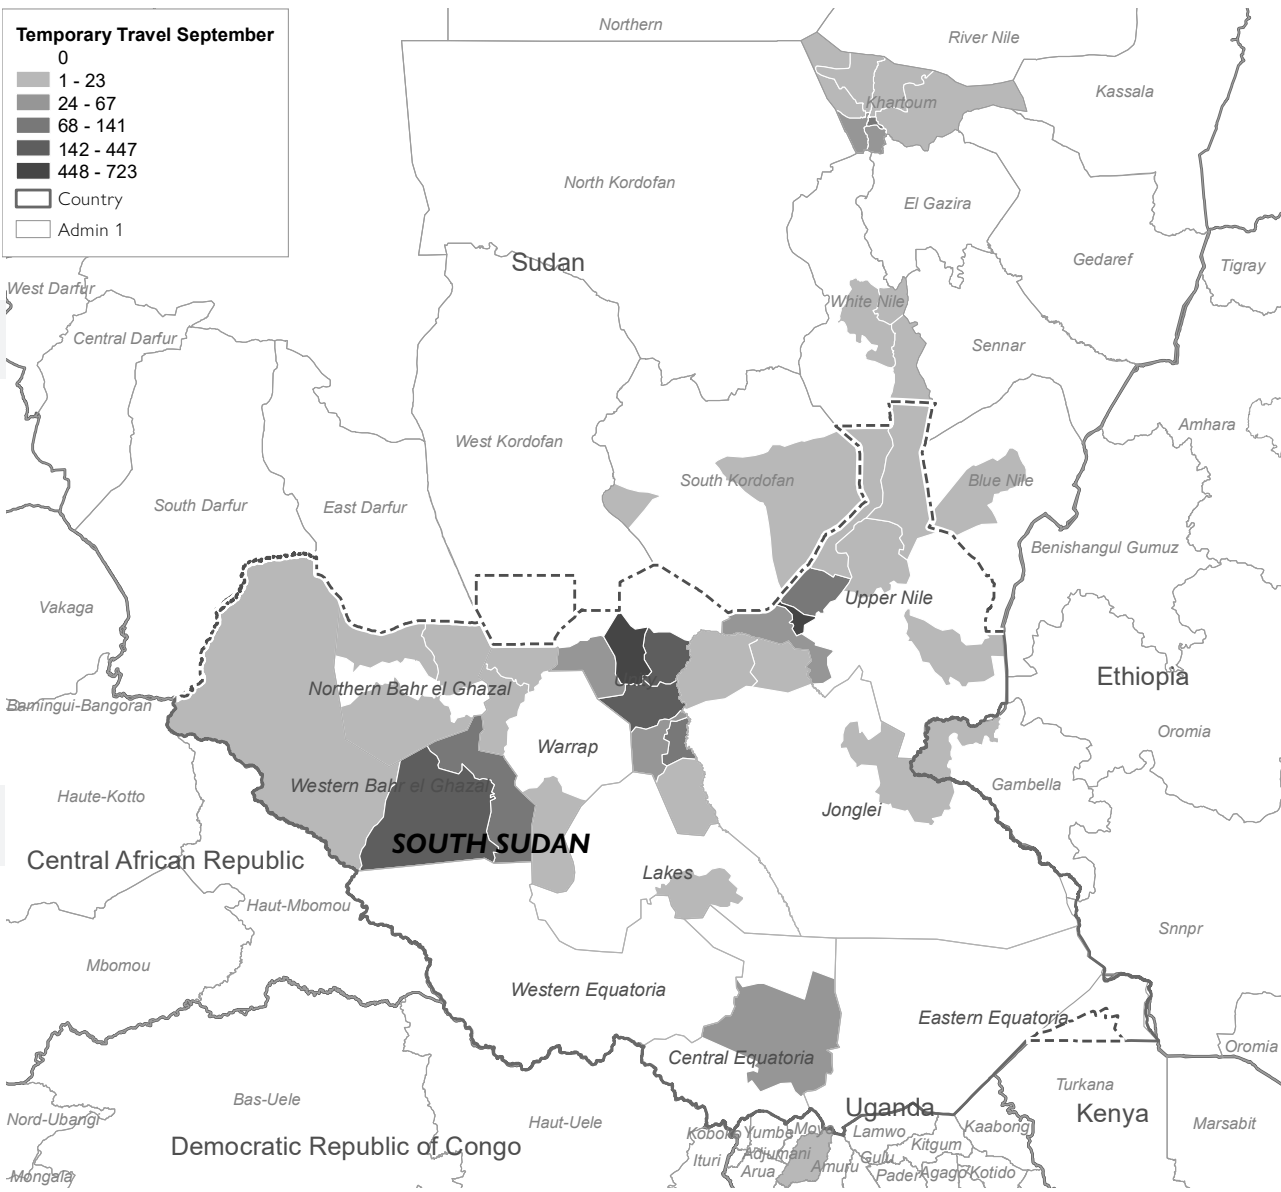 Temporary Travel September
0
1 - 23
24 - 67
68 - 141
142 - 447
448 - 723
Country
Admin 1
Northern
River Nile
Kassala
Khartoum
North Kordofan
El Gazira
Sudan
Gedaref
Tigray
West Darfur
White Nile
Central Darfur
Sennar
Amhara
West Kordofan
South Kordofan
Blue Nile
South Darfur
East Darfur
Benishangul Gumuz
Vakaga
Upper Nile
Ethiopia
Northern Bahr el Ghazal
Bamingui-Bangoran
Warrap
Oromia
Western Bahr el Ghazal
Gambella
Haute-Kotto
Jonglei
SOUTH SUDAN
Central African Republic
Lakes
Haut-Mbomou
Snnpr
Mbomou
Western Equatoria
Eastern Equatoria
Oromia
Central Equatoria
Turkana
Bas-Uele
Uganda
Kenya
Nord-Ubangi
Haut-Uele
Marsabit
Kaabong
Koboko
Yumbe
Moyo
Lamwo
Democratic Republic of Congo
Kitgum
Adjumani
Ituri
Gulu
Arua
Amuru
Pader
Agago
Kotido
Mongala